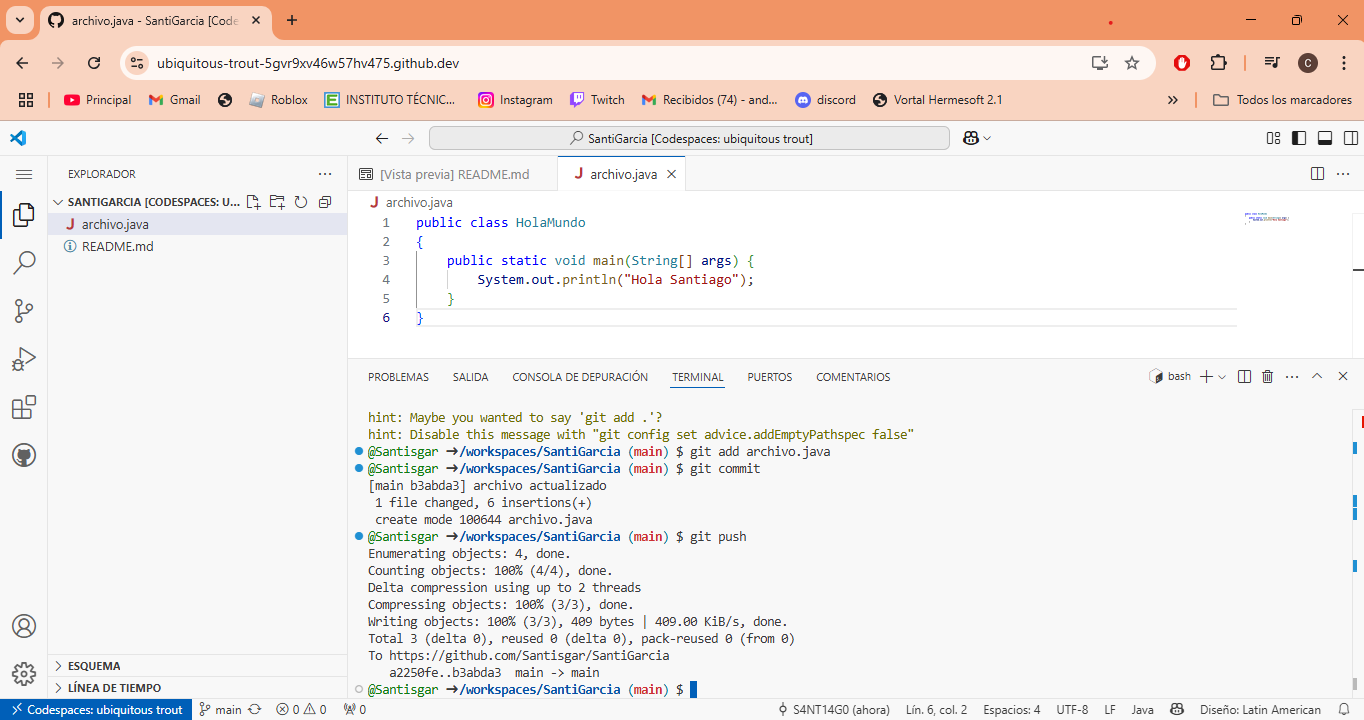 archivo.java - SantiGarcia [Code
ubiquitous-trout-5gvr9xv46w57hv475.github.dev
C
Principal
Gmail
Roblox
INSTITUTO TÉCNIC...
Instagram
Twitch
Recibidos (74) - and...
discord
Vortal Hermesoft 2.1
Todos los marcadores
SantiGarcia [Codespaces: ubiquitous trout]
EXPLORADOR
SANTIGARCIA [CODESPACES: U...
J archivo.java
README.md
[Vista previa] README.md
J archivo.java
J archivo.java
1 public class HolaMundo
2 {
3 public static void main(String[] args) {
4 System.out.println("Hola Santiago");
5 }
6 }
PROBLEMAS
SALIDA
CONSOLA DE DEPURACIÓN
TERMINAL
PUERTOS
COMENTARIOS
bash
hint: Maybe you wanted to say 'git add .'?
hint: Disable this message with "git config set advice.addEmptyPathspec false"
@Santisgar ➜/workspaces/SantiGarcia (main) $ git add archivo.java
@Santisgar ➜/workspaces/SantiGarcia (main) $ git commit
[main b3abda3] archivo actualizado
1 file changed, 6 insertions(+)
create mode 100644 archivo.java
@Santisgar ➜/workspaces/SantiGarcia (main) $ git push
Enumerating objects: 4, done.
Counting objects: 100% (4/4), done.
Delta compression using up to 2 threads
Compressing objects: 100% (3/3), done.
Writing objects: 100% (3/3), 409 bytes | 409.00 KiB/s, done.
Total 3 (delta 0), reused 0 (delta 0), pack-reused 0 (from 0)
To https://github.com/Santisgar/SantiGarcia
a2250fe..b3abda3  main -> main
@Santisgar ➜/workspaces/SantiGarcia (main) $
ESQUEMA
LÍNEA DE TIEMPO
Codespaces: ubiquitous trout
main
0
0
0
S4NT14G0 (ahora)
Lín. 6, col. 2
Espacios: 4
UTF-8
LF
Java
Diseño: Latin American